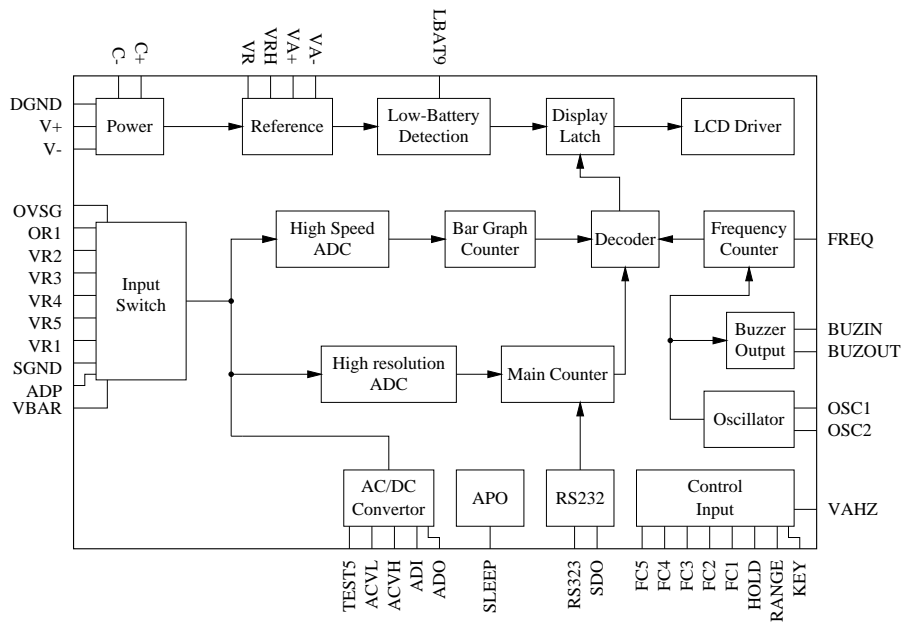 C-
C+
VR
VRH
VA+
VA-
LBAT9
DGND
V+
V-
Power
Reference
Low-Battery
Detection
Display
Latch
LCD Driver
OVSG
OR1
VR2
VR3
VR4
VR5
VR1
SGND
ADP
VBAR
Input
Switch
High Speed
ADC
Bar Graph
Counter
Decoder
Frequency
Counter
FREQ
Buzzer
Output
BUZIN
BUZOUT
High resolution
ADC
Main Counter
Oscillator
OSC1
OSC2
AC/DC
Convertor
APO
RS232
Control
Input
VAHZ
TEST5
ACVL
ACVH
ADI
ADO
SLEEP
RS323
SDO
FC5
FC4
FC3
FC2
FC1
HOLD
RANGE
KEY